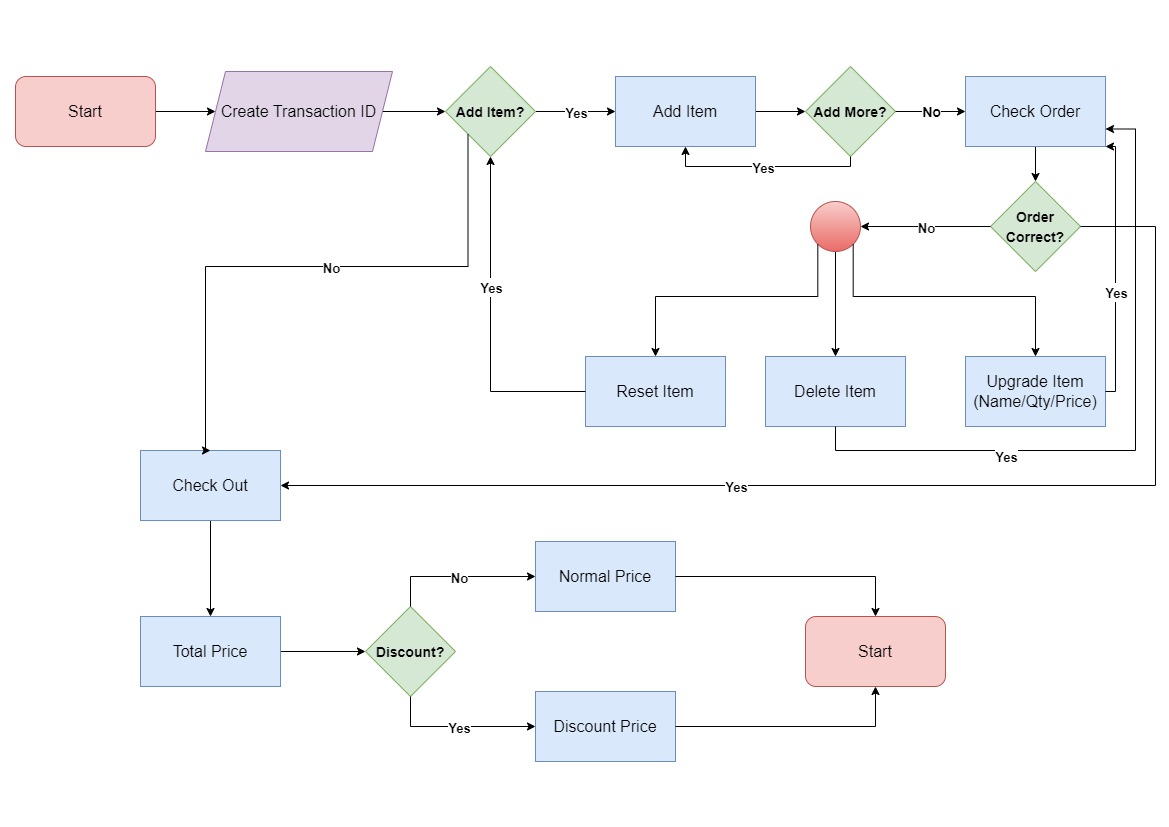 Start
Create Transaction ID
Add Item?
Yes
Add Item
Add More?
No
Check Order
Yes
Order
Correct?
No
No
Yes
Yes
Reset Item
Delete Item
Upgrade Item
(Name/Qty/Price)
Yes
Check Out
Yes
No
Normal Price
Total Price
Discount?
Start
Yes
Discount Price